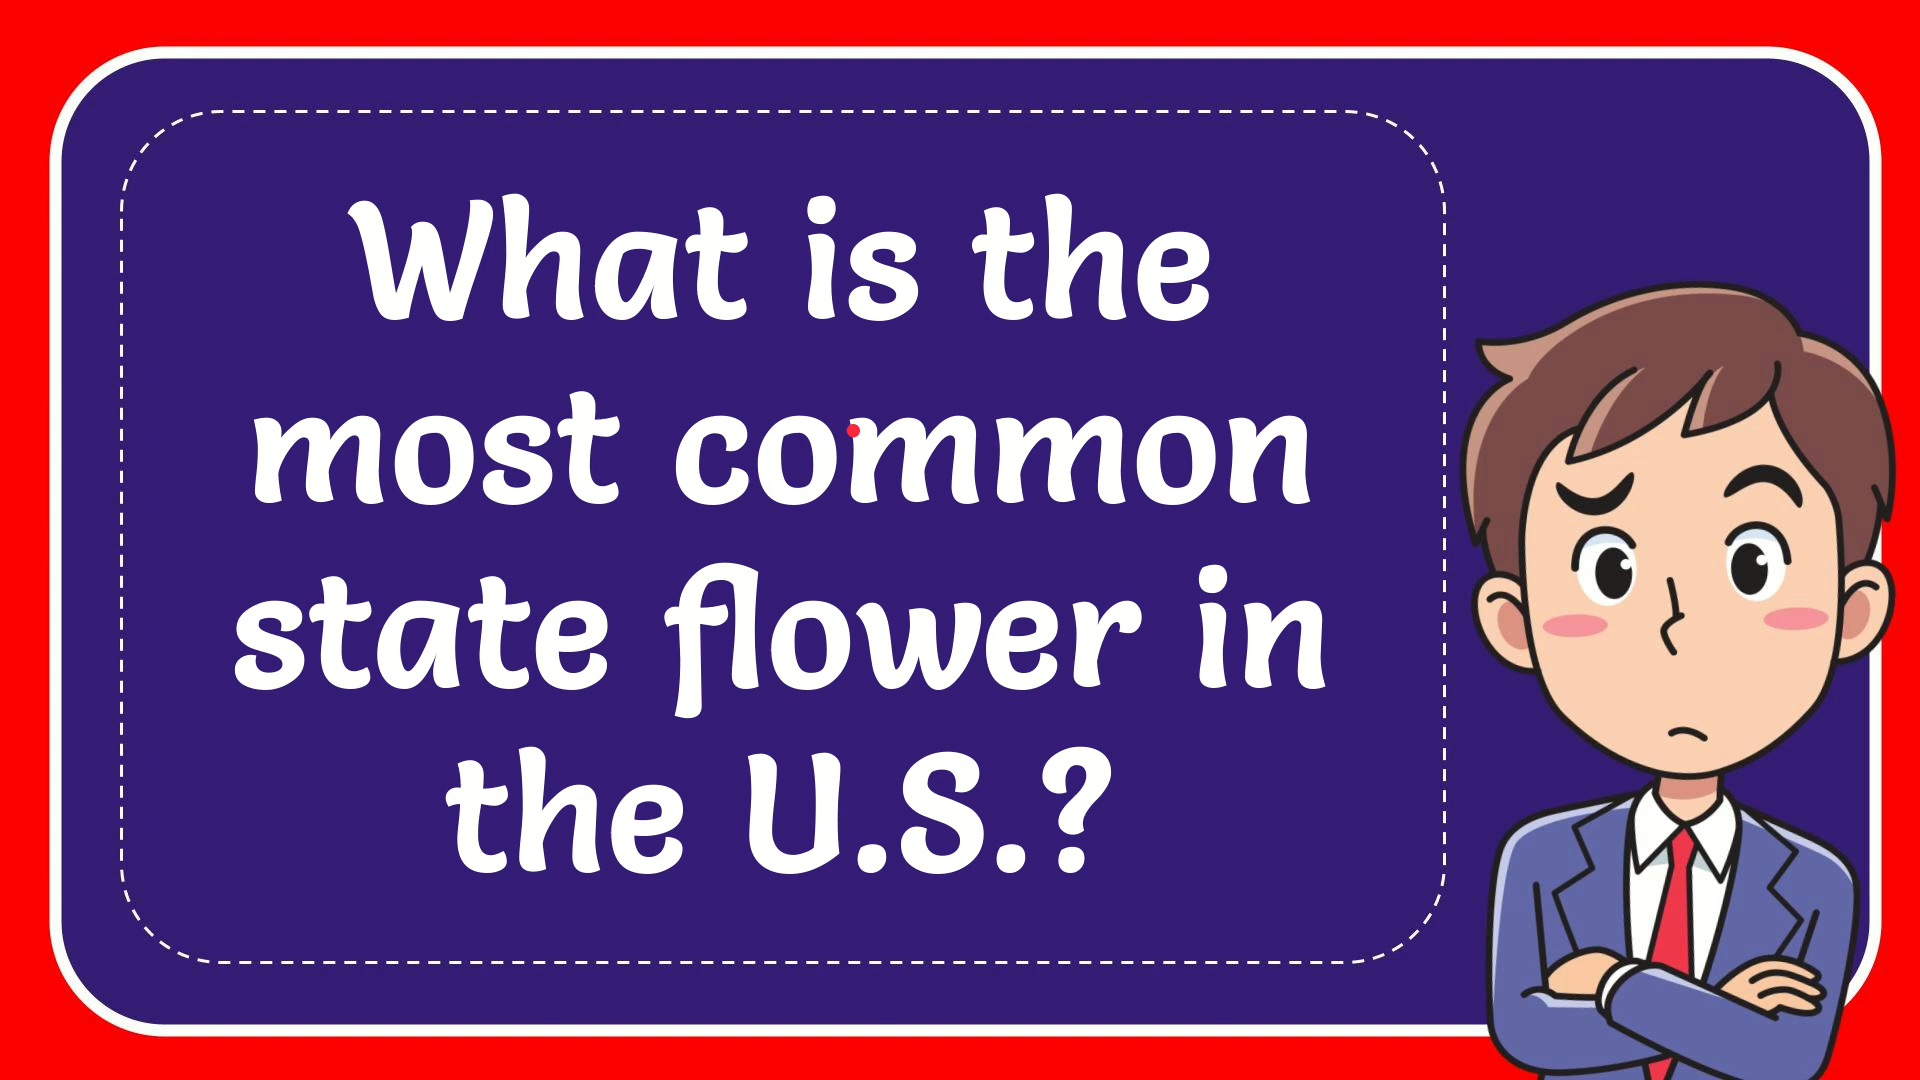 What is the
most common
state flower in
the U.S.?